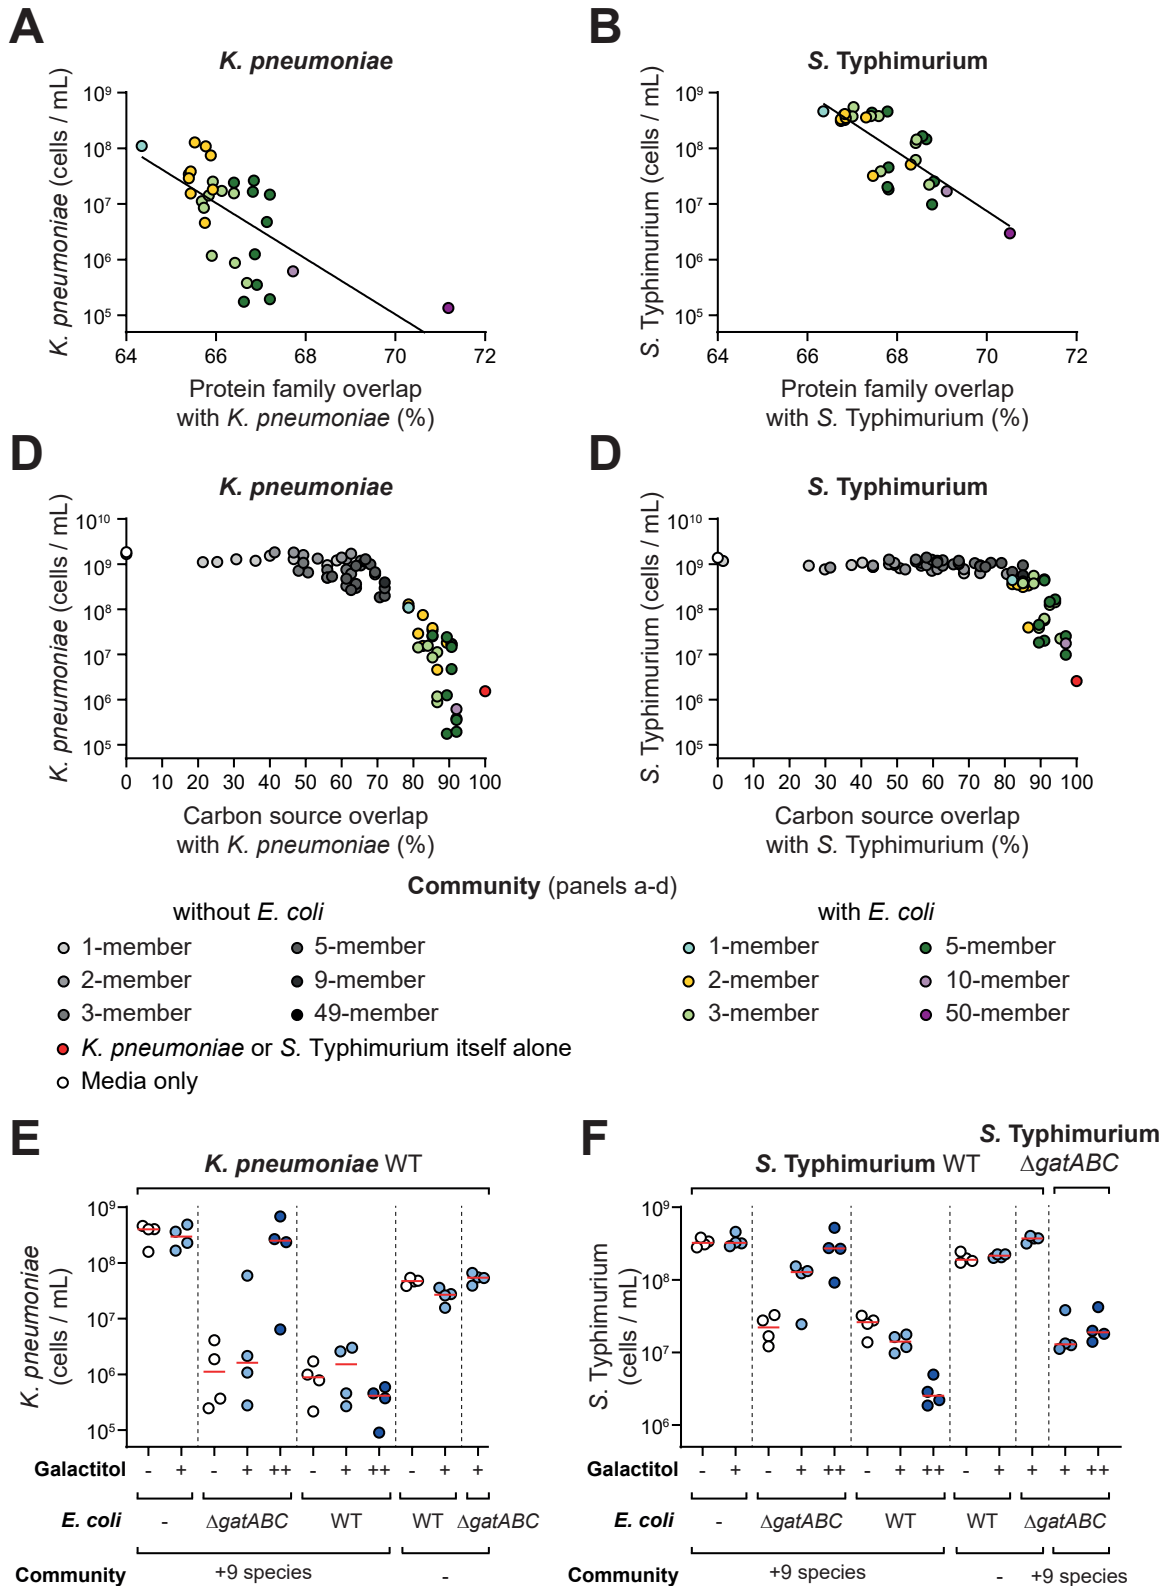 A
K. pneumoniae
K. pneumoniae (cells / mL)
10⁹
10⁸
10⁷
10⁶
10⁵
64 66 68 70 72
Protein family overlap
with K. pneumoniae (%)
B
S. Typhimurium
S. Typhimurium (cells / mL)
10⁹
10⁸
10⁷
10⁶
10⁵
64 66 68 70 72
Protein family overlap
with S. Typhimurium (%)
D
K. pneumoniae
K. pneumoniae (cells / mL)
10¹⁰
10⁹
10⁸
10⁷
10⁶
10⁵
0 10 20 30 40 50 60 70 80 90 100
Carbon source overlap
with K. pneumoniae (%)
D
S. Typhimurium
S. Typhimurium (cells / mL)
10¹⁰
10⁹
10⁸
10⁷
10⁶
10⁵
0 10 20 30 40 50 60 70 80 90 100
Carbon source overlap
with S. Typhimurium (%)
Community (panels a-d)
without E. coli
1-member
2-member
3-member
5-member
9-member
49-member
K. pneumoniae or S. Typhimurium itself alone
Media only
with E. coli
1-member
2-member
3-member
5-member
10-member
50-member
E
K. pneumoniae WT
K. pneumoniae
(cells / mL)
10⁹
10⁸
10⁷
10⁶
10⁵
Galactitol - + - + ++ - + ++ - + +
E. coli - ΔgatABC WT WT ΔgatABC
Community +9 species -
F
S. Typhimurium WT
S. Typhimurium
ΔgatABC
S. Typhimurium
(cells / mL)
10⁹
10⁸
10⁷
10⁶
Galactitol - + - + ++ - + ++ - + + + ++
E. coli - ΔgatABC WT WT ΔgatABC
Community +9 species - +9 species